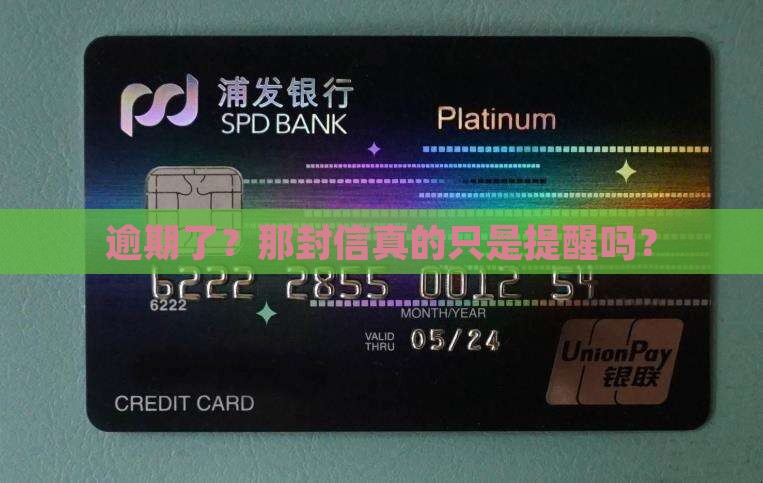 浦发银行
SPD BANK
Platinum
逾期了？那封信真的只是提醒吗？
6222 2855 0012 54
6222
MONTH/YEAR
VALID
THRU
05/24
UnionPay
银联
CREDIT CARD